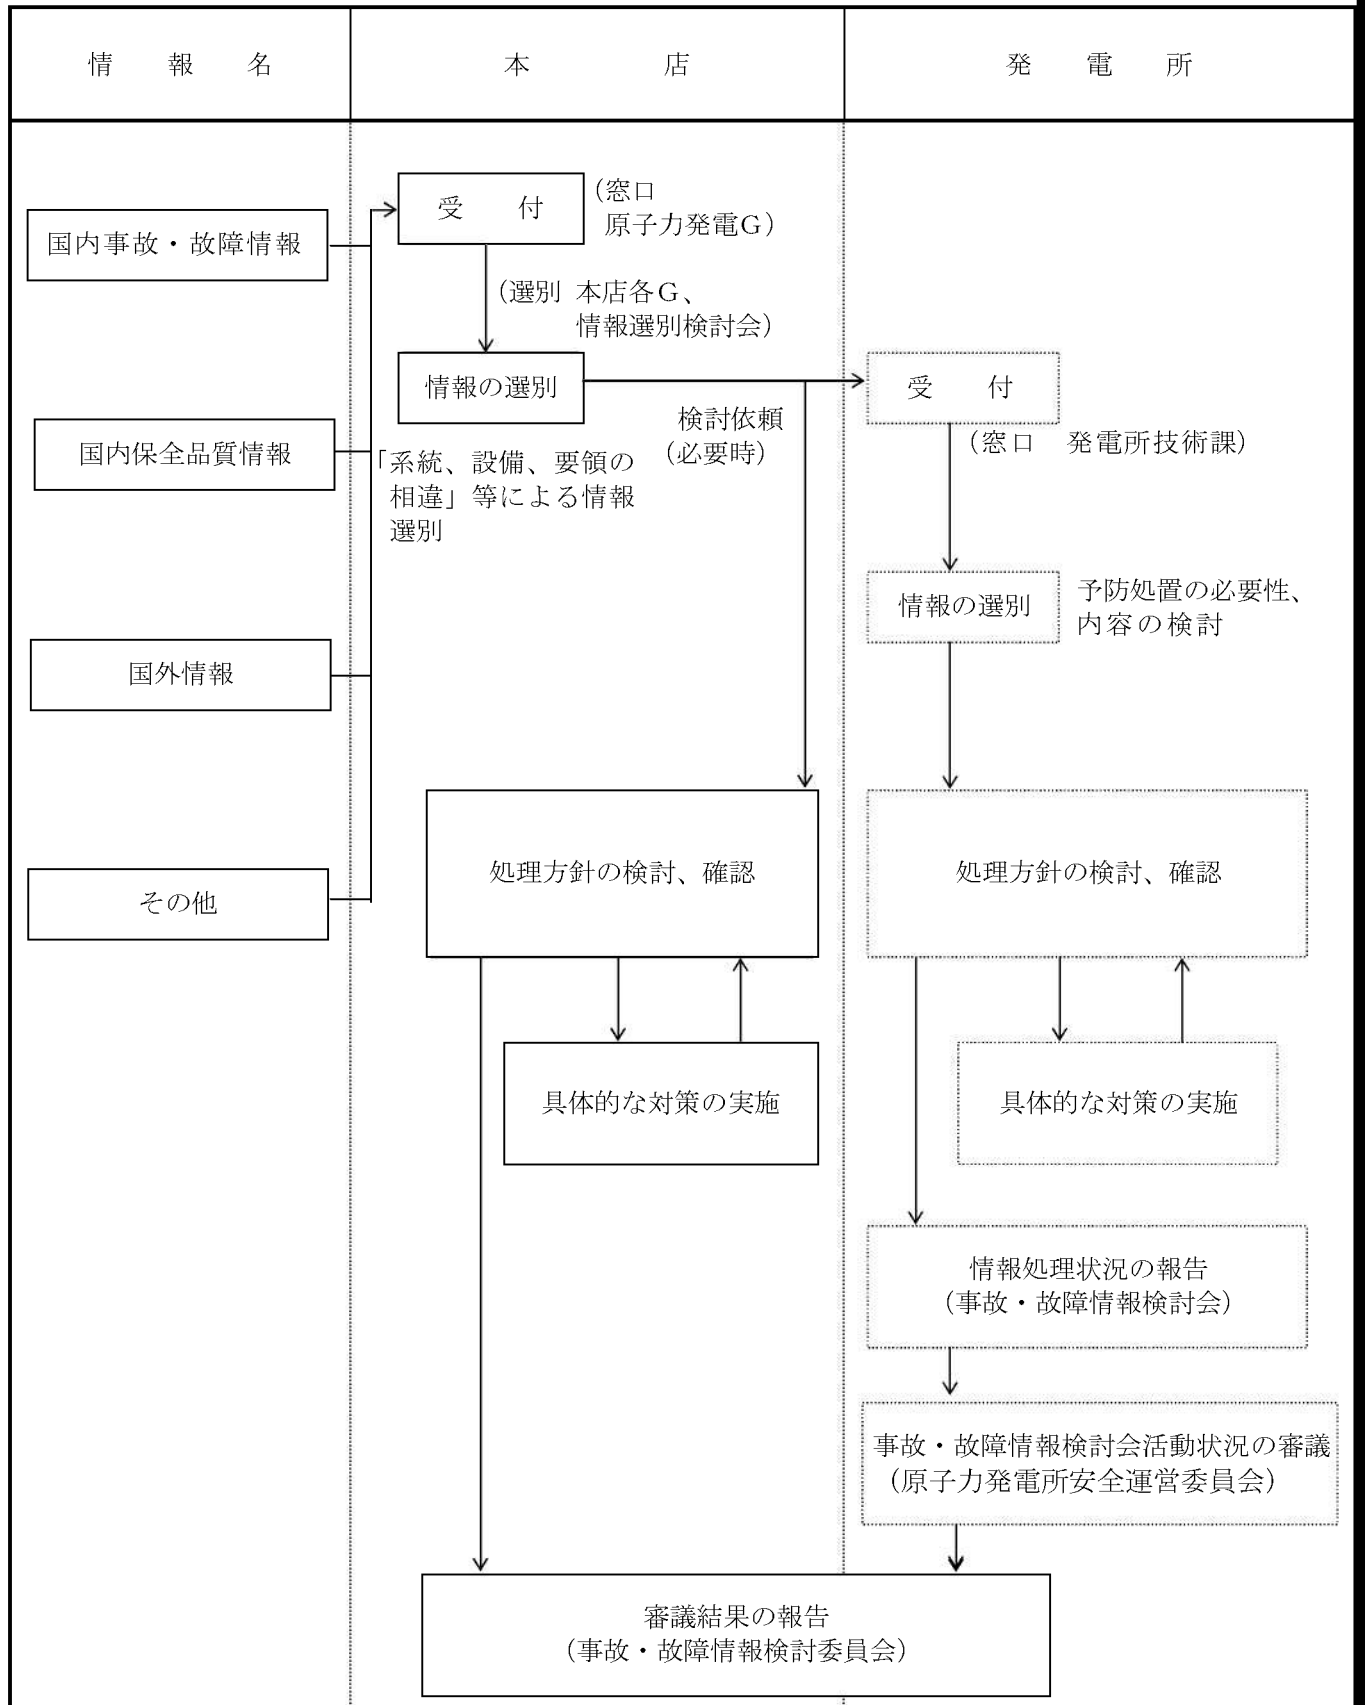 情報名
本店
発電所
国内事故・故障情報
国内保全品質情報
国外情報
その他
受付
（窓口
原子力発電G）
（選別 本店各G、
情報選別検討会）
情報の選別
検討依頼
（必要時）
「系統、設備、要領の
相違」等による情報
選別
処理方針の検討、確認
具体的な対策の実施
受付
（窓口 発電所技術課）
情報の選別
予防処置の必要性、
内容の検討
処理方針の検討、確認
具体的な対策の実施
情報処理状況の報告
（事故・故障情報検討会）
事故・故障情報検討会活動状況の審議
（原子力発電所安全運営委員会）
審議結果の報告
（事故・故障情報検討委員会）